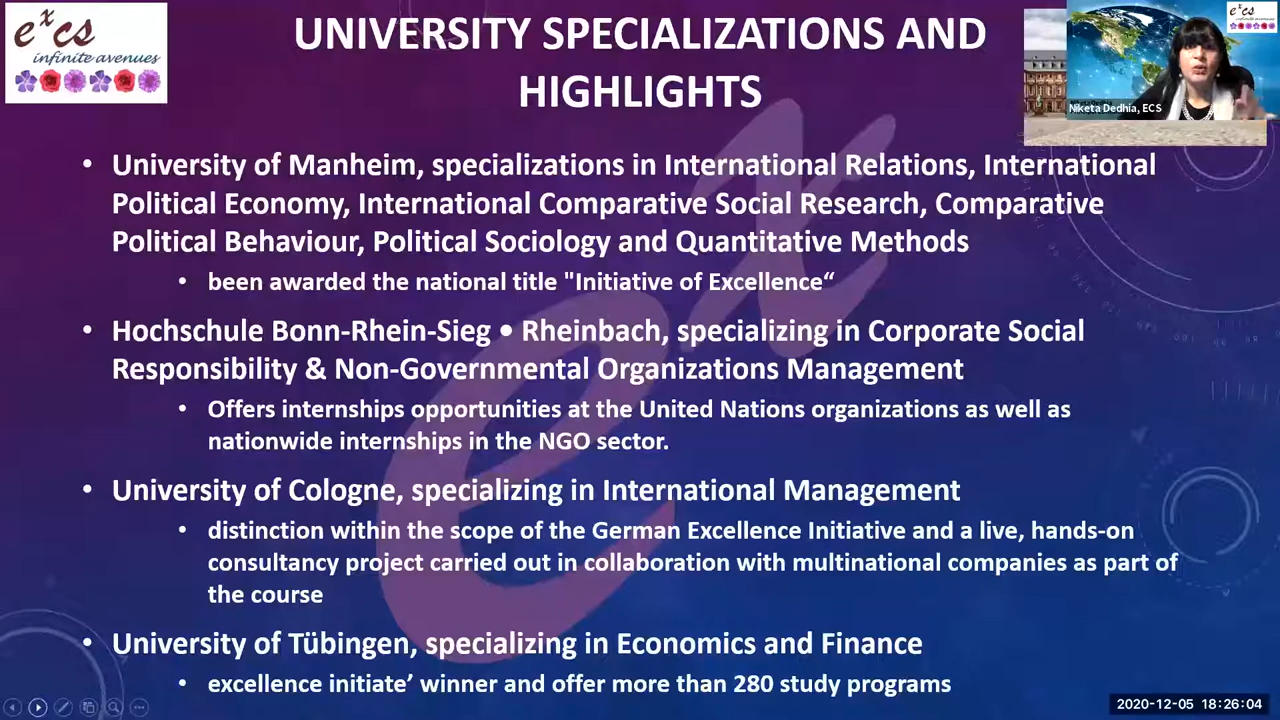 e^x cs
infinite avenues
UNIVERSITY SPECIALIZATIONS AND
HIGHLIGHTS
Niketa Dedhia, ECS
• University of Manheim, specializations in International Relations, International
Political Economy, International Comparative Social Research, Comparative
Political Behaviour, Political Sociology and Quantitative Methods
• been awarded the national title "Initiative of Excellence“
• Hochschule Bonn-Rhein-Sieg • Rheinbach, specializing in Corporate Social
Responsibility & Non-Governmental Organizations Management
• Offers internships opportunities at the United Nations organizations as well as
nationwide internships in the NGO sector.
• University of Cologne, specializing in International Management
• distinction within the scope of the German Excellence Initiative and a live, hands-on
consultancy project carried out in collaboration with multinational companies as part of
the course
• University of Tübingen, specializing in Economics and Finance
• excellence initiate’ winner and offer more than 280 study programs
2020-12-05 18:26:04